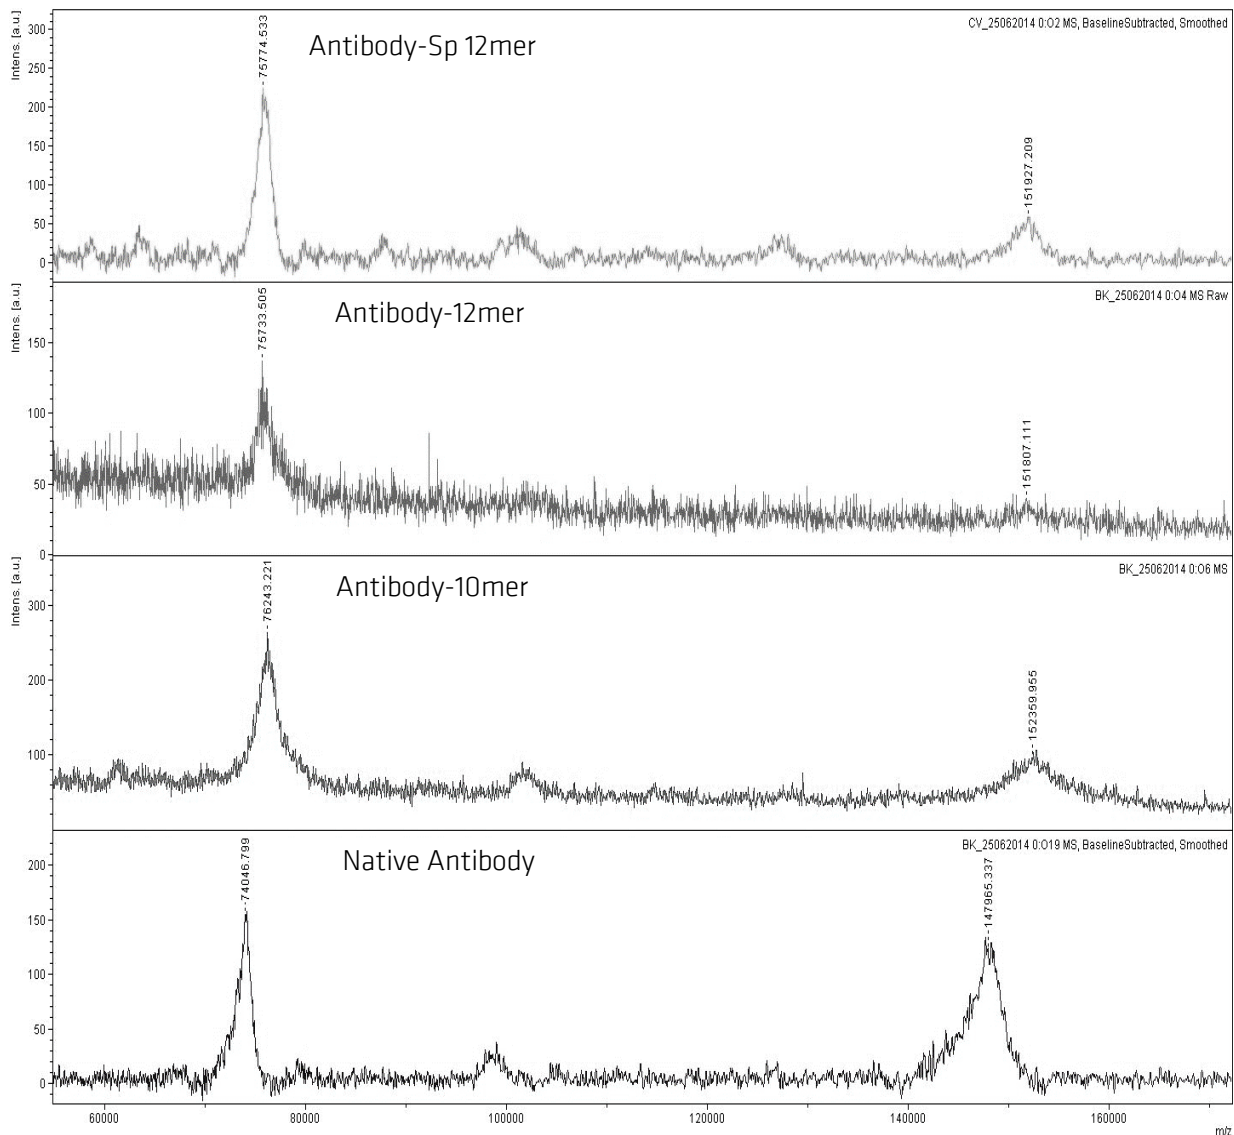 Intens. [a.u.]
300
250
200
150
100
50
0
75774.533
Antibody-Sp 12mer
CV_25062014 0:O2 MS, BaselineSubtracted, Smoothed
151927.209
Intens. [a.u.]
150
100
50
0
75733.505
Antibody-12mer
BK_25062014 0:O4 MS Raw
151807.111
Intens. [a.u.]
300
200
100
76243.221
Antibody-10mer
BK_25062014 0:O6 MS
152359.955
200
150
100
50
0
74046.799
Native Antibody
BK_25062014 0:O19 MS, BaselineSubtracted, Smoothed
147965.337
60000 80000 100000 120000 140000 160000
m/z